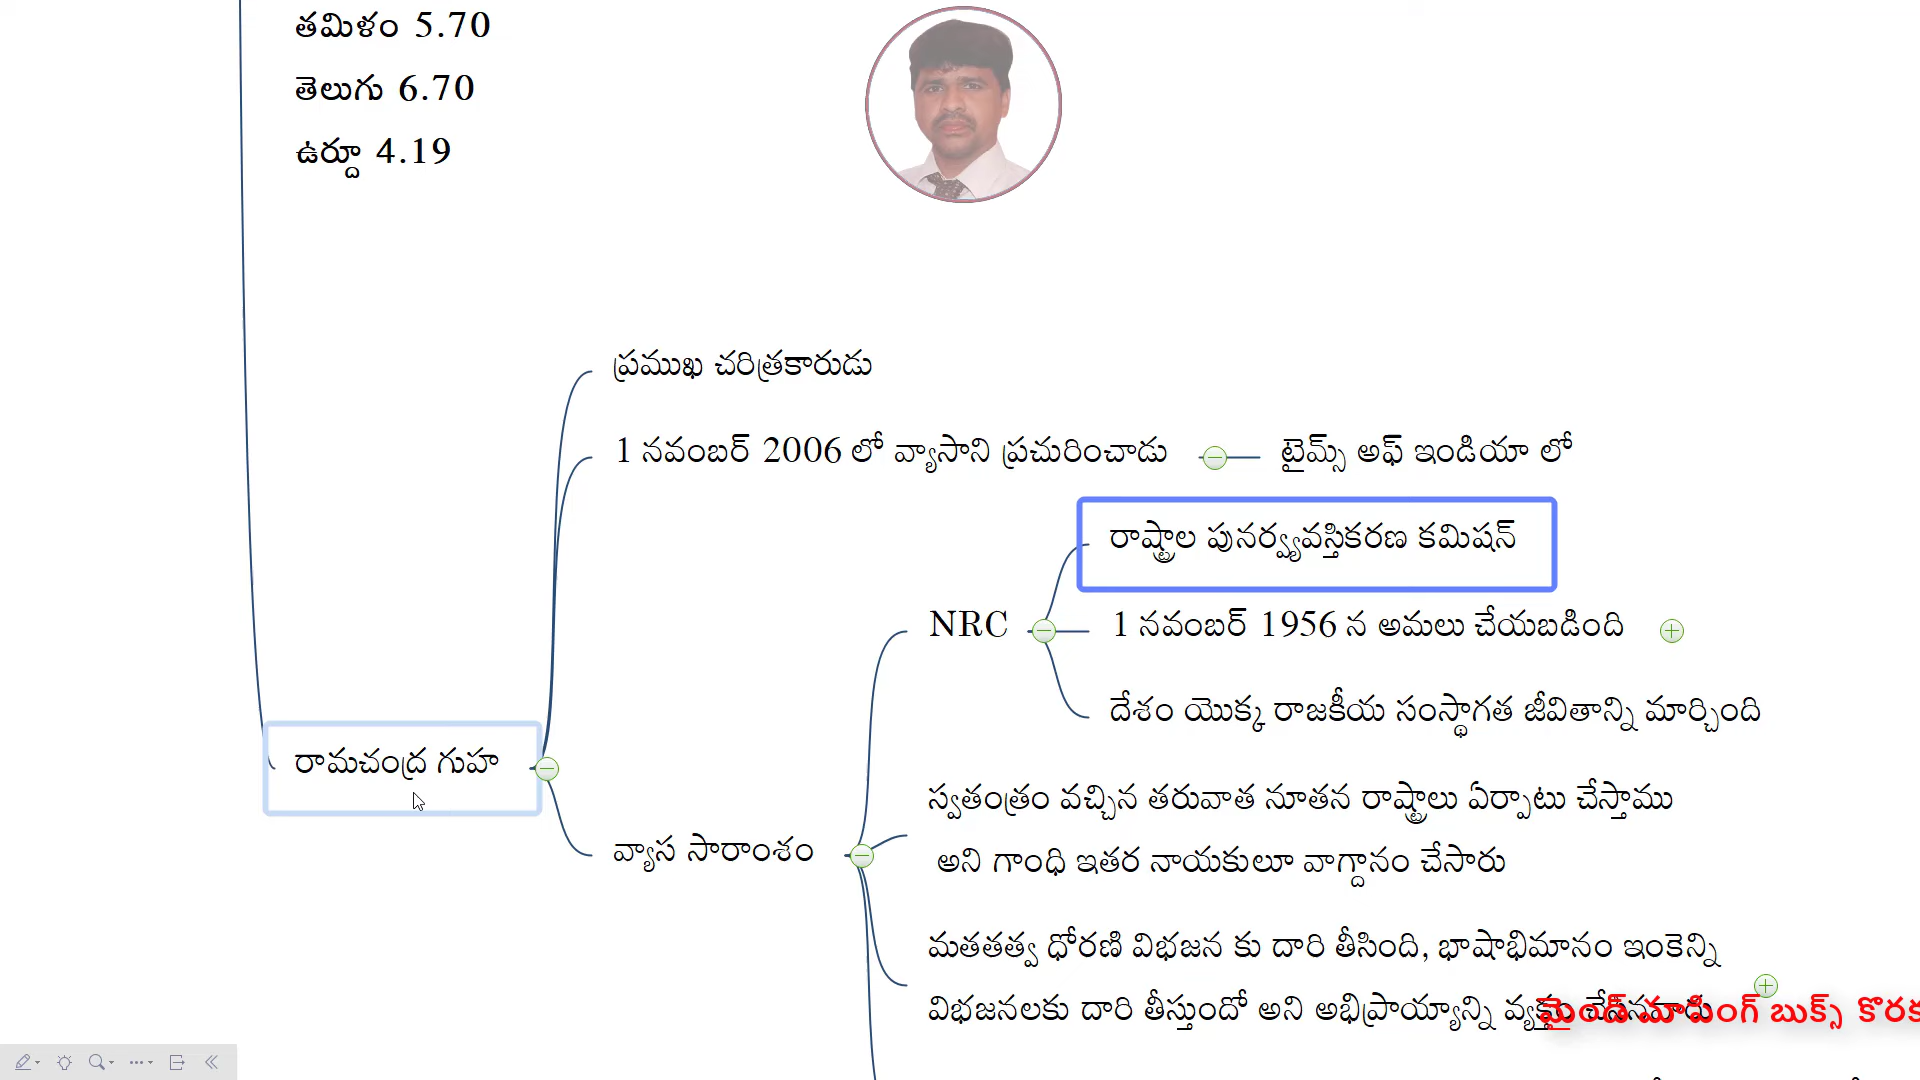 తమిళం 5.70
తెలుగు 6.70
ఉర్దూ 4.19
ప్రముఖ చరిత్రకారుడు
1 నవంబర్ 2006 లో వ్యాసాని ప్రచురించాడు
టైమ్స్ అఫ్ ఇండియా లో
రాష్ట్రాల పునర్వ్యవస్తికరణ కమిషన్
NRC
1 నవంబర్ 1956 న అమలు చేయబడింది
దేశం యొక్క రాజకీయ సంస్థాగత జీవితాన్ని మార్చింది
రామచంద్ర గుహ
వ్యాస సారాంశం
స్వతంత్రం వచ్చిన తరువాత నూతన రాష్ట్రాలు ఏర్పాటు చేస్తాము
అని గాంధి ఇతర నాయకులూ వాగ్దానం చేసారు
మతతత్వ ధోరణి విభజన కు దారి తీసింది, భాషాభిమానం ఇంకెన్ని
విభజనలకు దారి తీస్తుందో అని అభిప్రాయ్యాన్ని
మైండ్ మాపింగ్ బుక్స్ కొరక